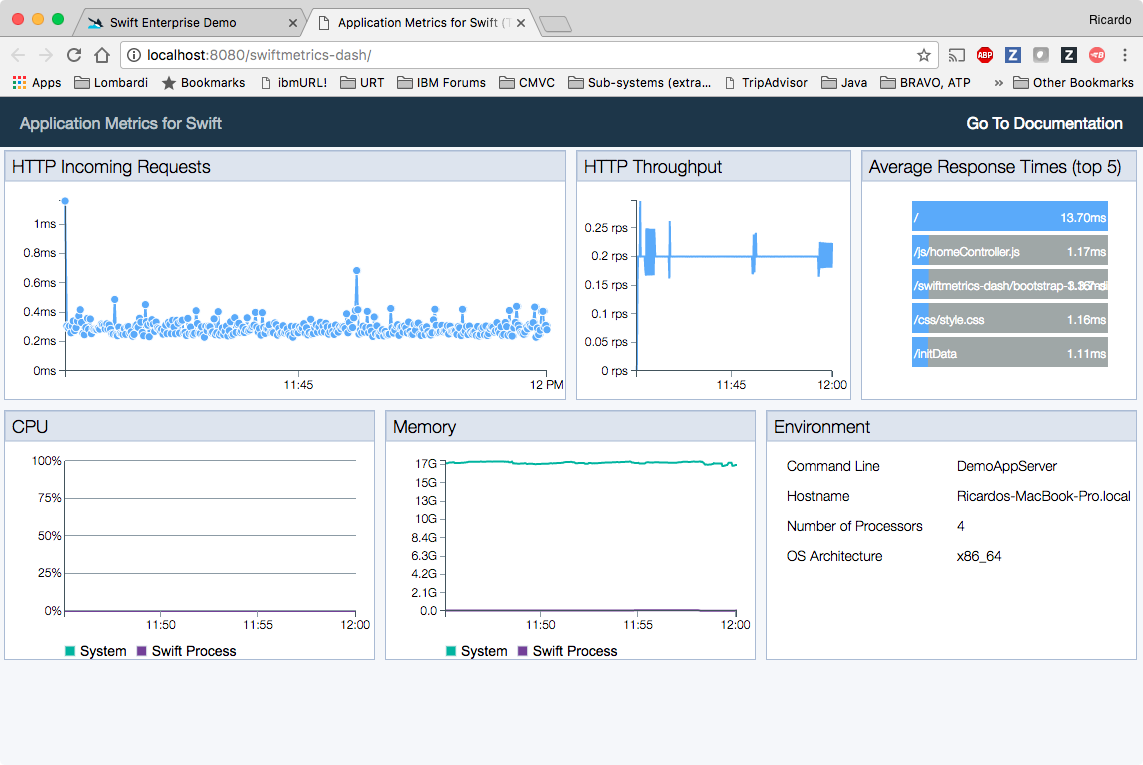 Swift Enterprise Demo
Application Metrics for Swift (
Ricardo
localhost:8080/swiftmetrics-dash/
ABP
Z
Z
Apps
Lombardi
Bookmarks
ibmURL!
URT
IBM Forums
CMVC
Sub-systems (extra...
TripAdvisor
Java
BRAVO, ATP
»
Other Bookmarks
Application Metrics for Swift
Go To Documentation
HTTP Incoming Requests
1ms
0.8ms
0.6ms
0.4ms
0.2ms
0ms
11:45
12 PM
HTTP Throughput
0.25 rps
0.2 rps
0.15 rps
0.1 rps
0.05 rps
0 rps
11:45
12:00
Average Response Times (top 5)
/ 13.70ms
/js/homeController.js 1.17ms
/swiftmetrics-dash/bootstrap-
/css/style.css 1.16ms
/initData 1.11ms
CPU
100%
75%
50%
25%
0%
11:50
11:55
12:00
System
Swift Process
Memory
17G
15G
13G
10G
8.4G
6.3G
4.2G
2.1G
0.0
11:50
11:55
12:00
System
Swift Process
Environment
Command Line DemoAppServer
Hostname Ricardos-MacBook-Pro.local
Number of Processors 4
OS Architecture x86_64